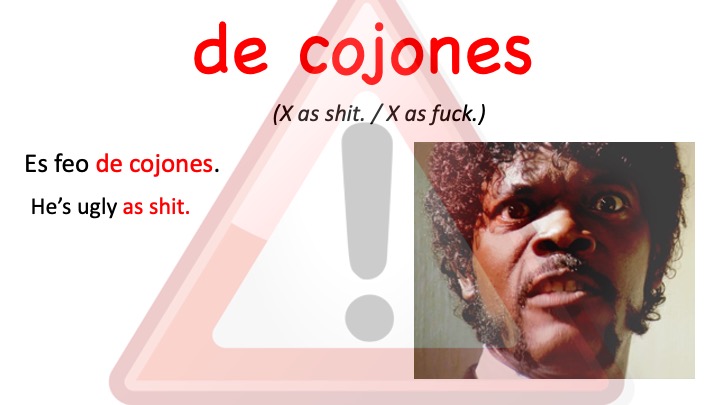 de cojones
(X as shit. / X as fuck.)
Es feo de cojones.
He’s ugly as shit.